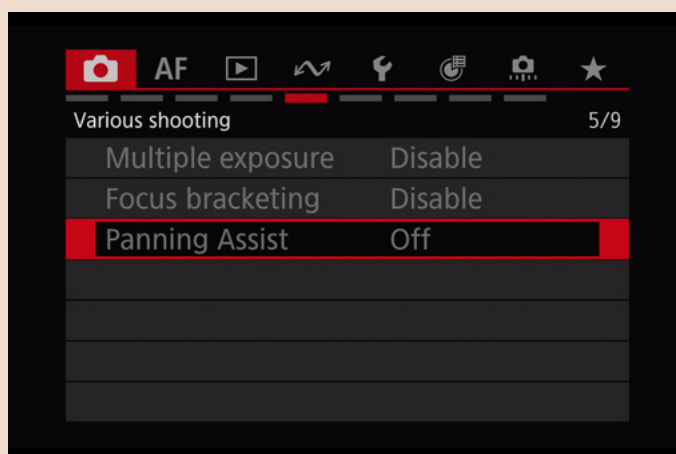 AF
Various shooting 5/9
Multiple exposure Disable
Focus bracketing Disable
Panning Assist Off